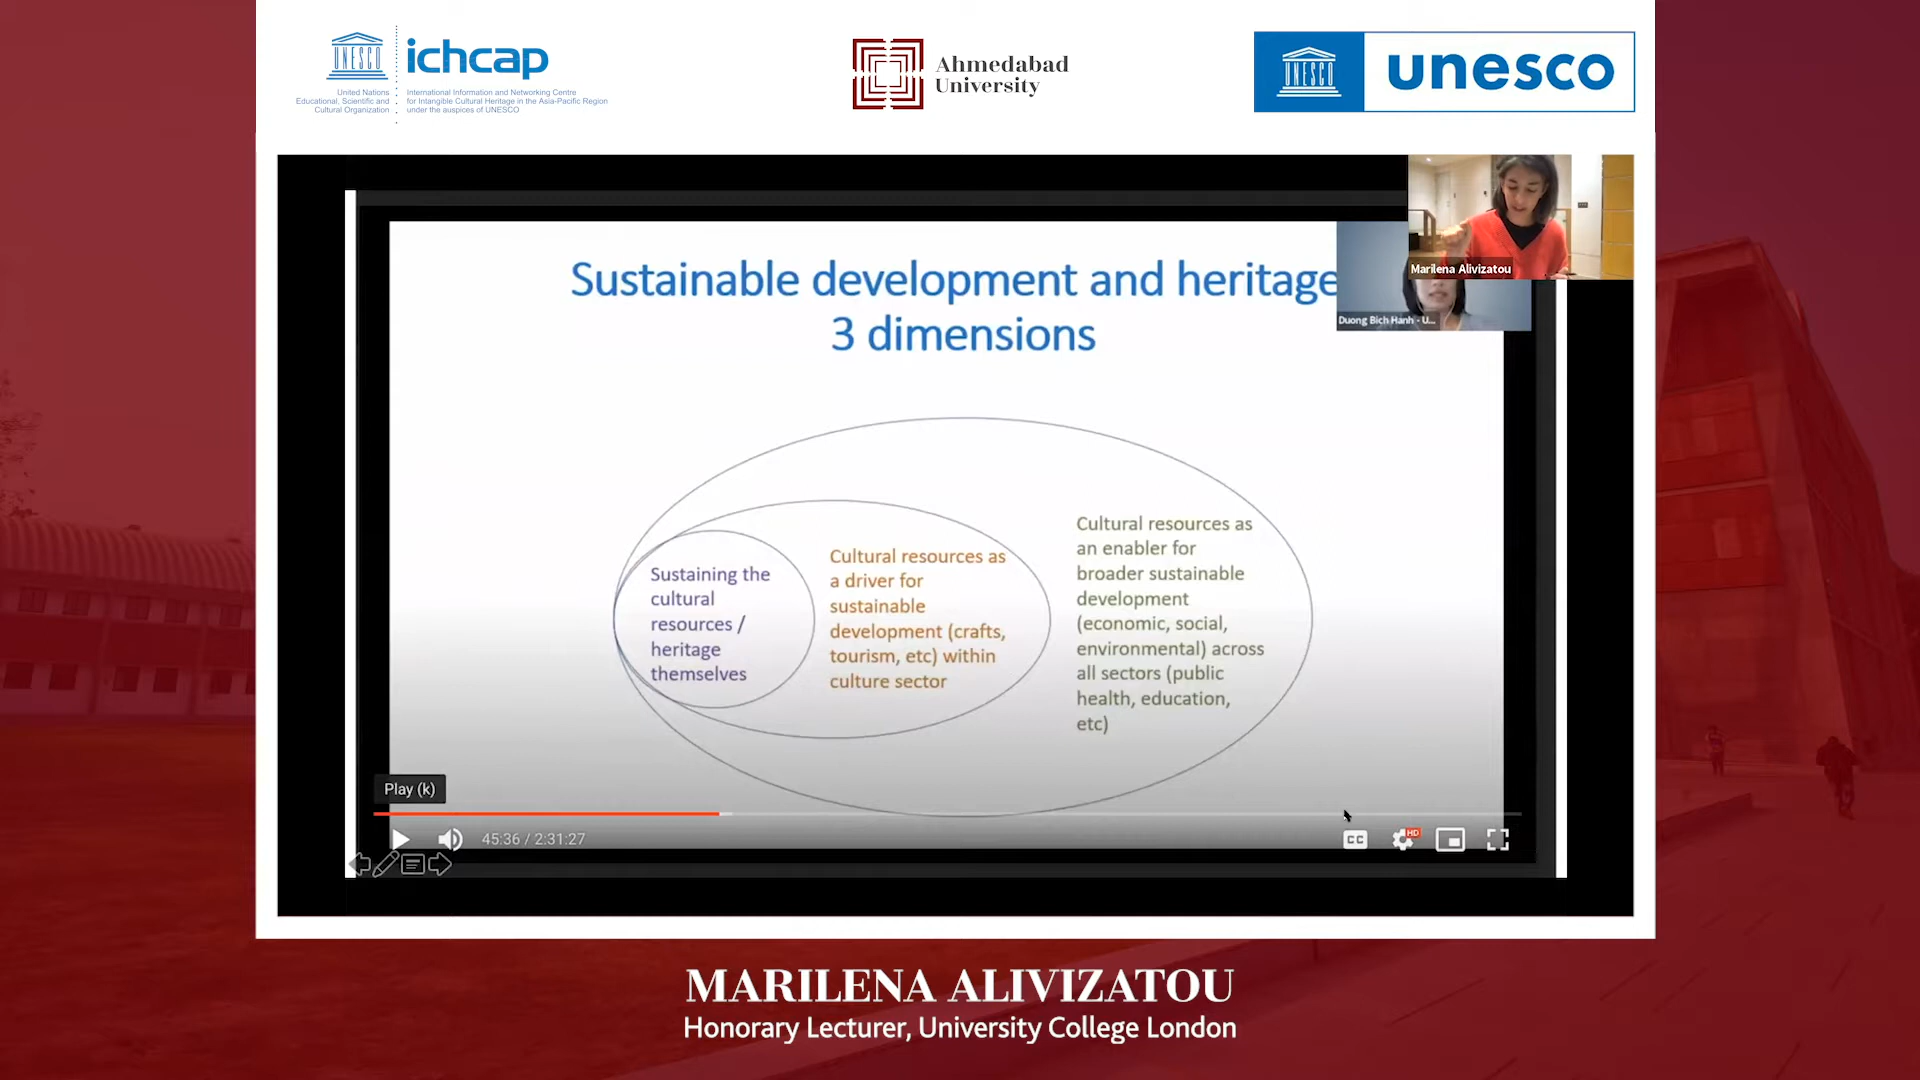 UNESCO
United Nations
Educational, Scientific and
Cultural Organization
ichcap
International Information and Networking Centre
for Intangible Cultural Heritage in the Asia-Pacific Region
under the auspices of UNESCO
Ahmedabad
University
UNESCO
unesco
Marilena Alivizatou
Duong Bich Hanh - U...
Sustainable development and heritage
3 dimensions
Sustaining the
cultural
resources /
heritage
themselves
Cultural resources as
a driver for
sustainable
development (crafts,
tourism, etc) within
culture sector
Cultural resources as
an enabler for
broader sustainable
development
(economic, social,
environmental) across
all sectors (public
health, education,
etc)
Play (k)
45:36 / 2:31:27
CC
HD
MARILENA ALIVIZATOU
Honorary Lecturer, University College London